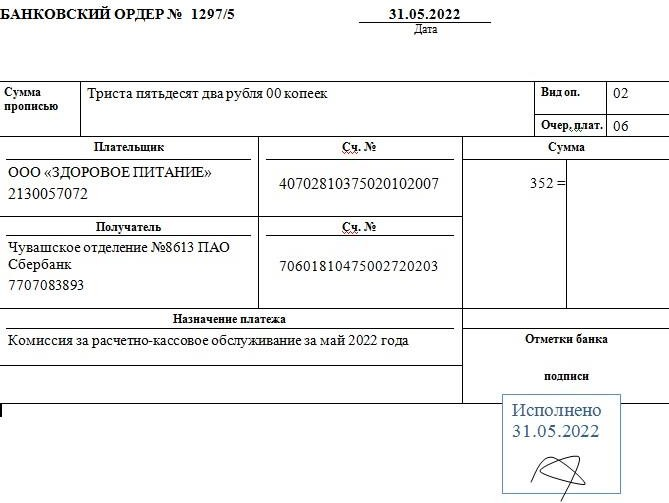 БАНКОВСКИЙ ОРДЕР № 1297/5
31.05.2022
Дата
Сумма прописью
Триста пятьдесят два рубля 00 копеек
Вид оп.
02
Очер. плат.
06
Плательщик
Сч. №
Сумма
ООО «ЗДОРОВОЕ ПИТАНИЕ»
2130057072
40702810375020102007
352 =
Получатель
Сч. №
Чувашское отделение №8613 ПАО
Сбербанк
7707083893
70601810475002720203
Назначение платежа
Комиссия за расчетно-кассовое обслуживание за май 2022 года
Отметки банка
подписи
Исполнено
31.05.2022